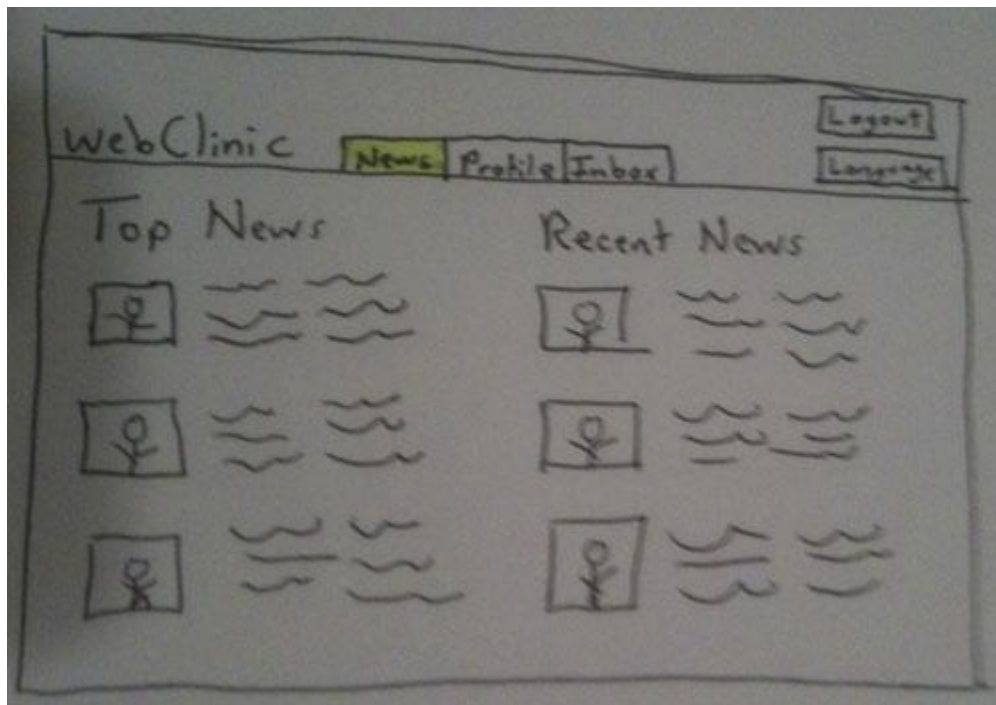 Logout
webClinic
News Profile Inbox
Language
Top News
Recent News